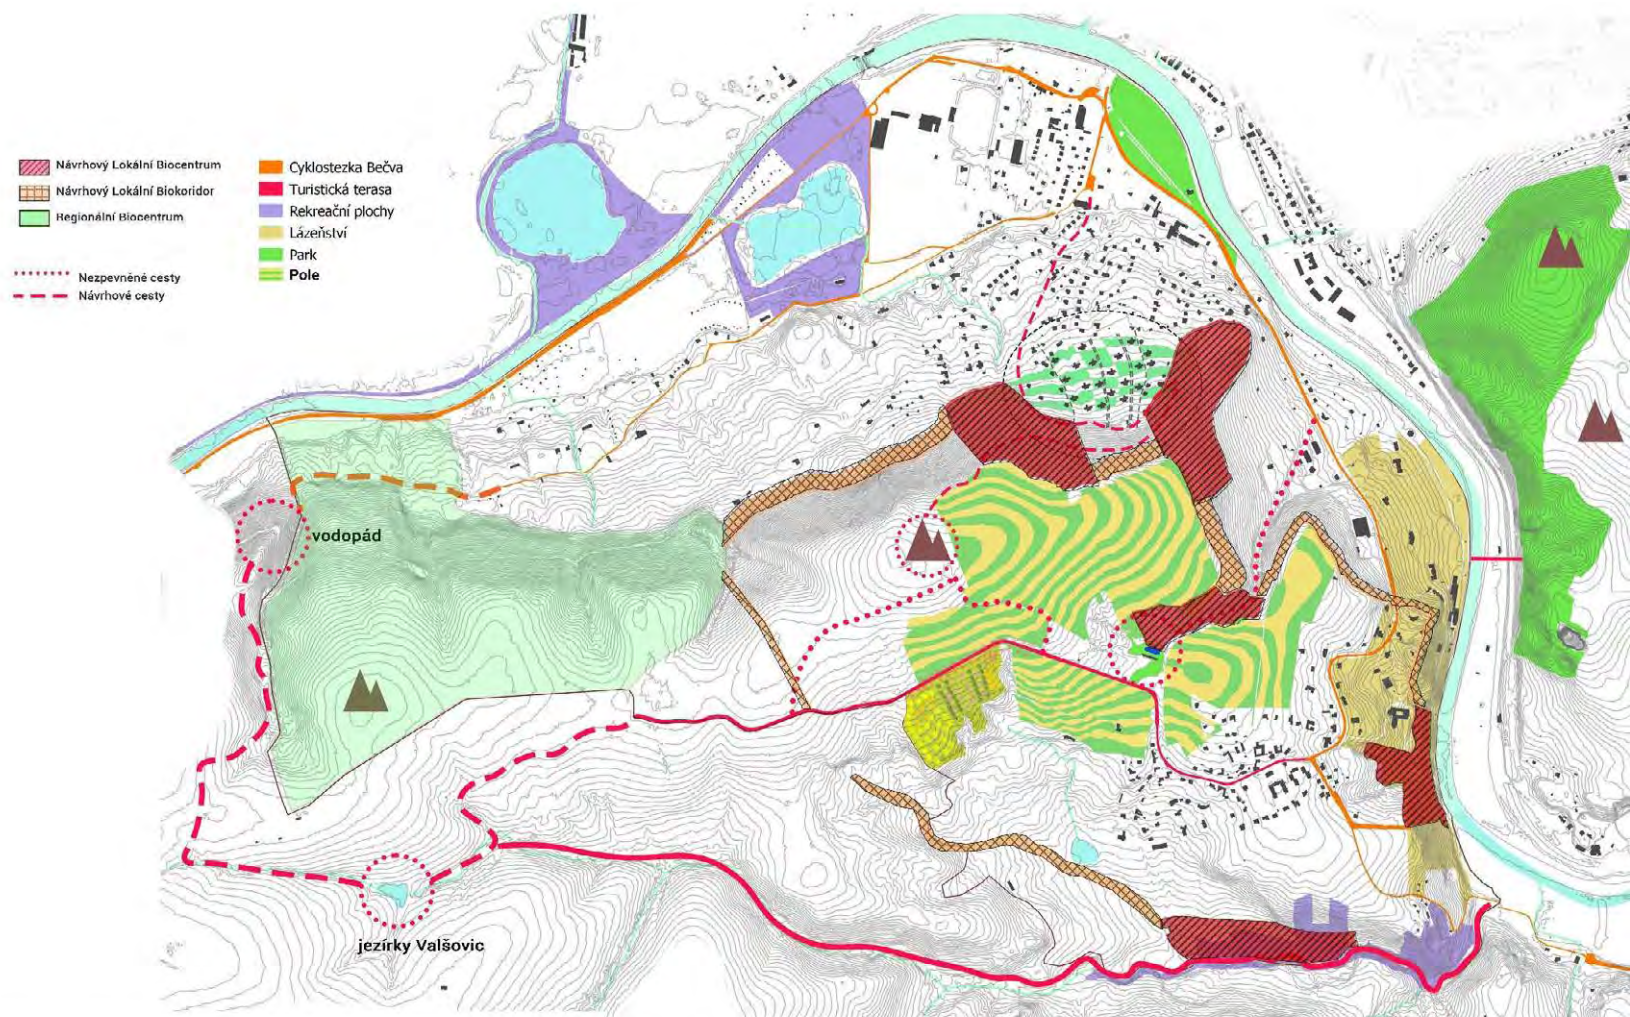 Návrhový Lokální Biocentrum
Návrhový Lokální Biokoridor
Regionální Biocentrum
Nezpevněné cesty
Návrhové cesty
Cyklostezka Bečva
Turistická terasa
Rekreační plochy
Lázeňství
Park
Pole
vodopád
jezírky Valšovic